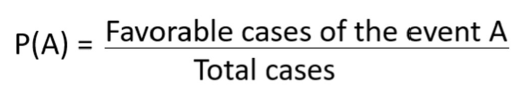 P(A) = Favorable cases of the event A
Total cases